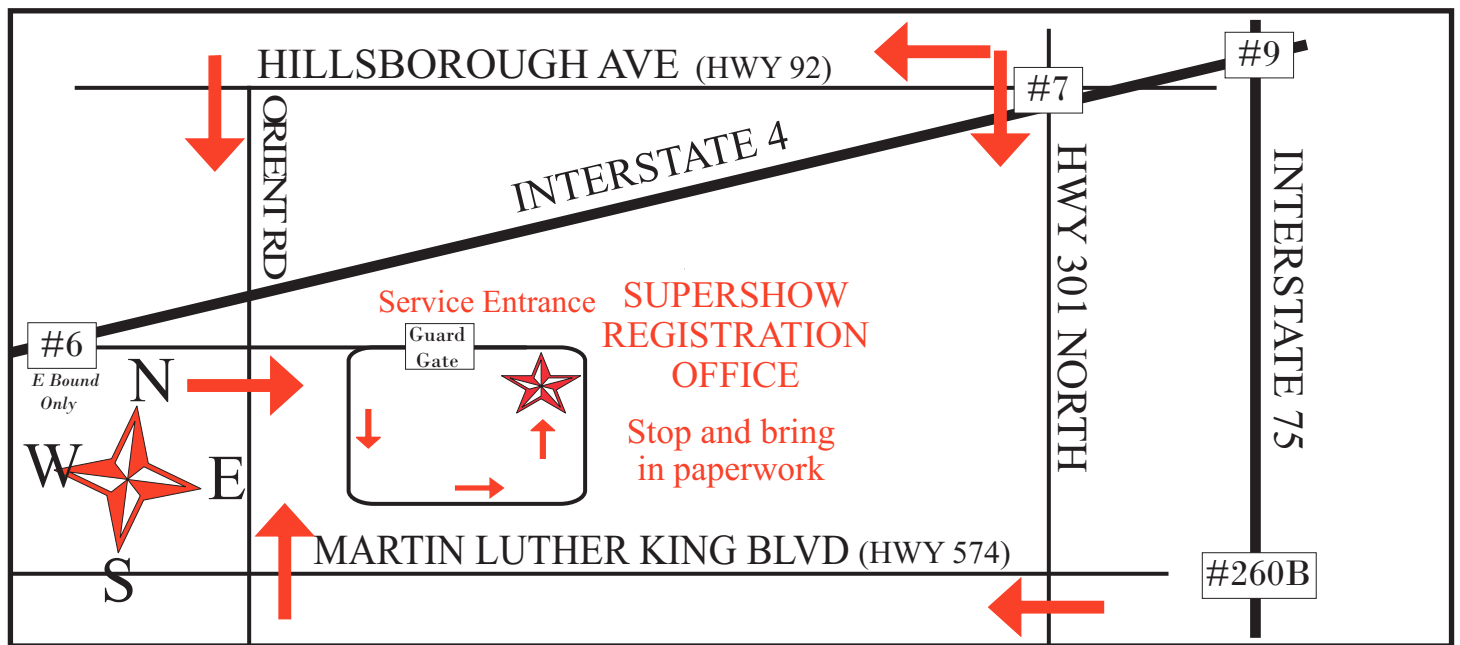 HILLSBOROUGH AVE (HWY 92)
#7
#9
ORIENT RD
INTERSTATE 4
HWY 301 NORTH
INTERSTATE 75
#6
E Bound
Only
Service Entrance
Guard
Gate
SUPERSHOW
REGISTRATION
OFFICE
Stop and bring
in paperwork
N
W
E
S
MARTIN LUTHER KING BLVD (HWY 574)
#260B